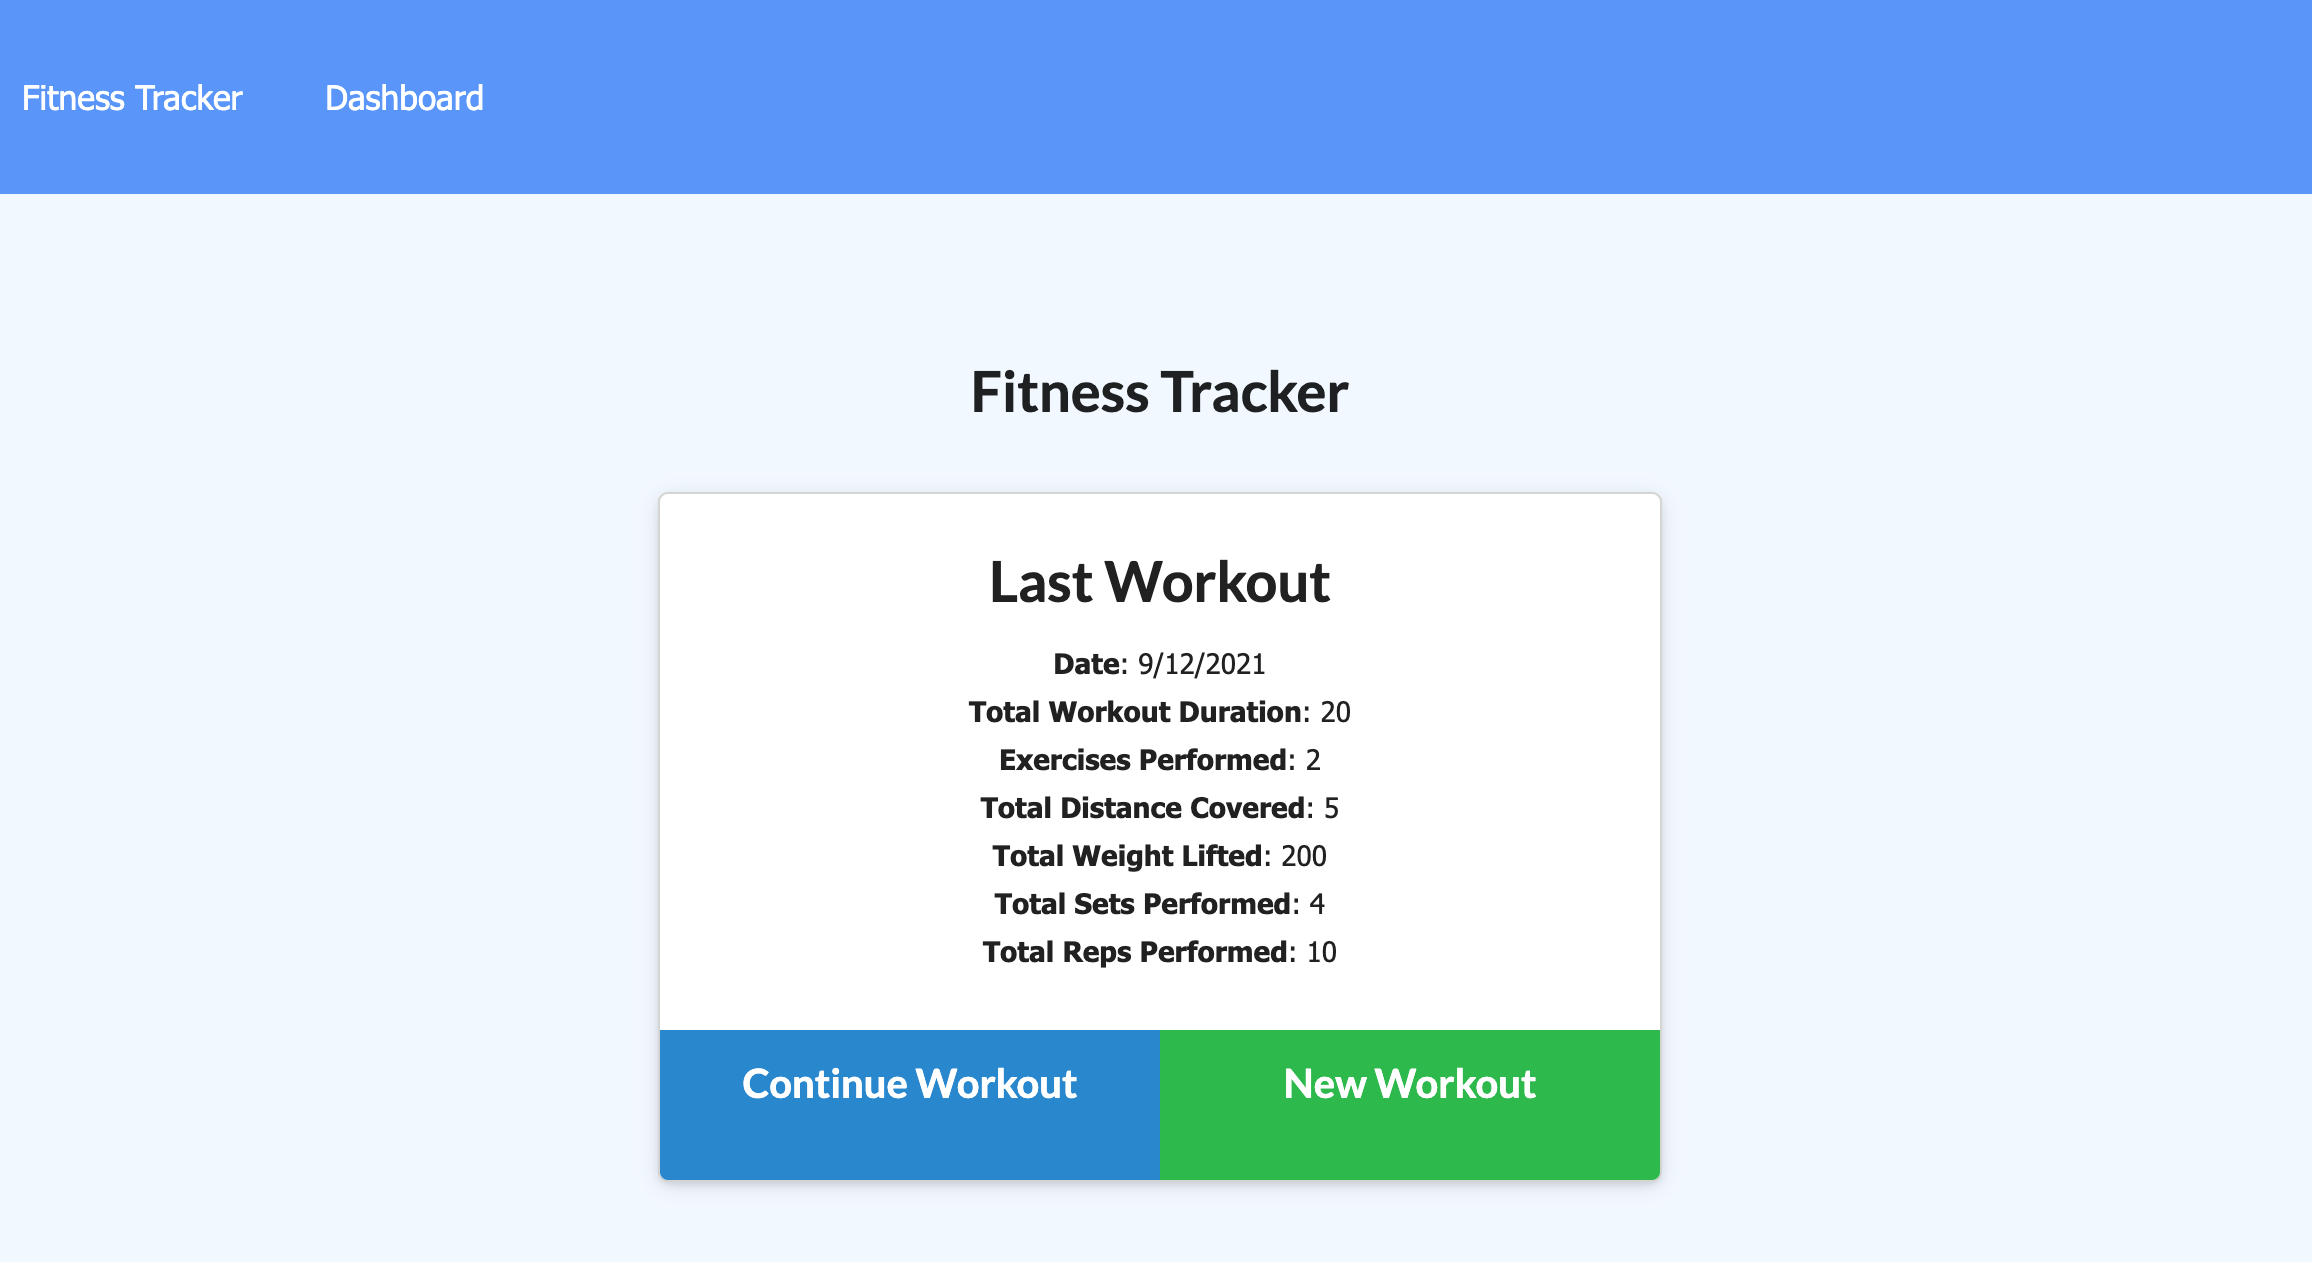 Fitness Tracker Dashboard
Fitness Tracker
Last Workout
Date: 9/12/2021
Total Workout Duration: 20
Exercises Performed: 2
Total Distance Covered: 5
Total Weight Lifted: 200
Total Sets Performed: 4
Total Reps Performed: 10
Continue Workout New Workout